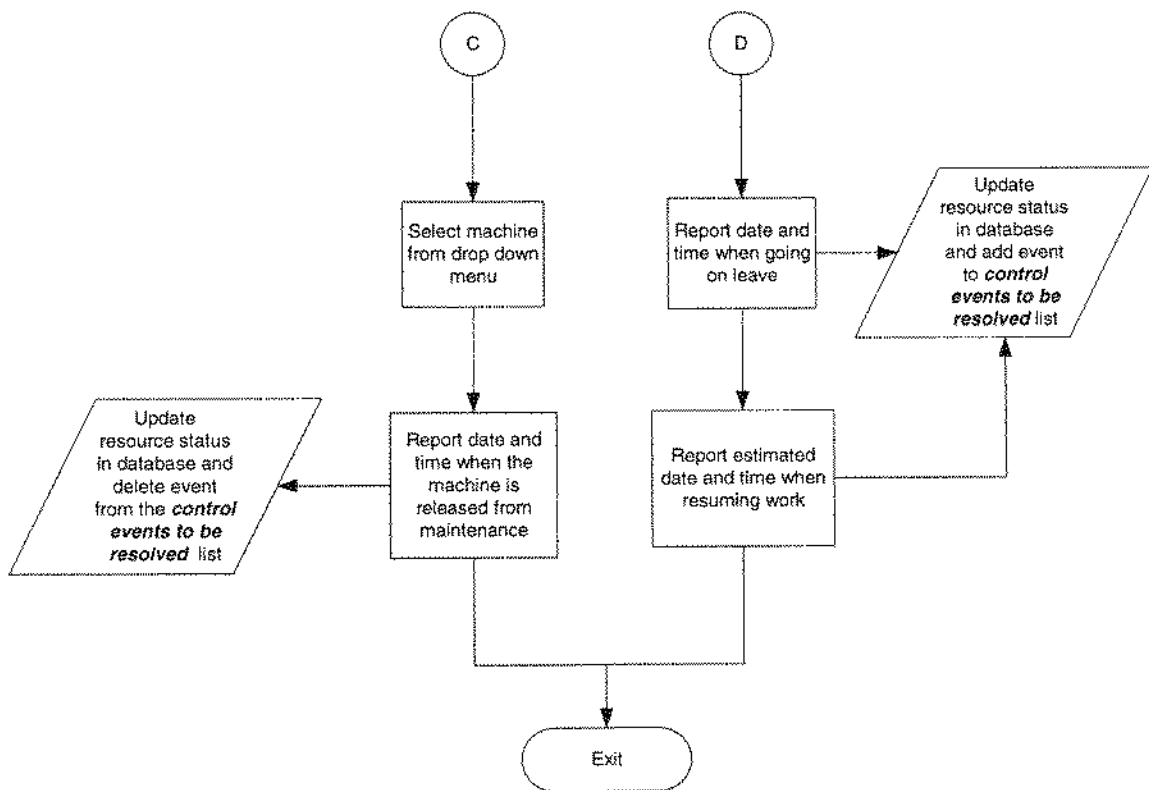 C
D
Select machine
from drop down
menu
Report date and
time when going
on leave
Update
resource status
in database
and add event
to control
events to be
resolved list
Update
resource status
in database and
delete event
from the control
events to be
resolved list
Report date and
time when the
machine is
released from
maintenance
Report estimated
date and time when
resuming work
Exit